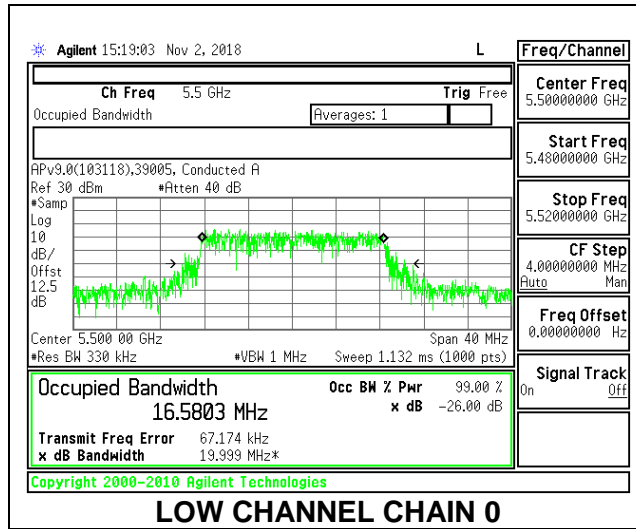 Agilent 15:19:03 Nov 2, 2018 L
Freq/Channel
Ch Freq 5.5 GHz Trig Free
Occupied Bandwidth Averages: 1
APv9.0(103118),39005, Conducted A
Ref 30 dBm #Atten 40 dB
#Samp
Log
10
dB/
Offst
12.5
dB
Center 5.500 00 GHz Span 40 MHz
#Res BW 330 kHz #VBW 1 MHz Sweep 1.132 ms (1000 pts)
Occupied Bandwidth Occ BW % Pwr 99.00 %
16.5803 MHz x dB -26.00 dB
Transmit Freq Error 67.174 kHz
x dB Bandwidth 19.999 MHz*
Copyright 2000-2010 Agilent Technologies
Center Freq
5.50000000 GHz
Start Freq
5.48000000 GHz
Stop Freq
5.52000000 GHz
CF Step
4.00000000 MHz
Auto Man
Freq Offset
0.00000000 Hz
Signal Track
On Off
LOW CHANNEL CHAIN 0